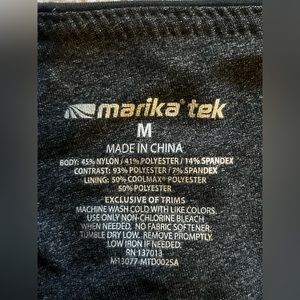 marika tek
M
MADE IN CHINA
BODY: 45% NYLON / 41% POLYESTER / 14% SPANDEX
CONTRAST: 93% POLYESTER / 7% SPANDEX
LINING: 50% COOLMAX® POLYESTER
50% POLYESTER
EXCLUSIVE OF TRIMS
MACHINE WASH COLD WITH LIKE COLORS.
USE ONLY NON-CHLORINE BLEACH
WHEN NEEDED. NO FABRIC SOFTENER.
TUMBLE DRY LOW. REMOVE PROMPTLY.
LOW IRON IF NEEDED.
RN 137013
M13077-MTD0025A